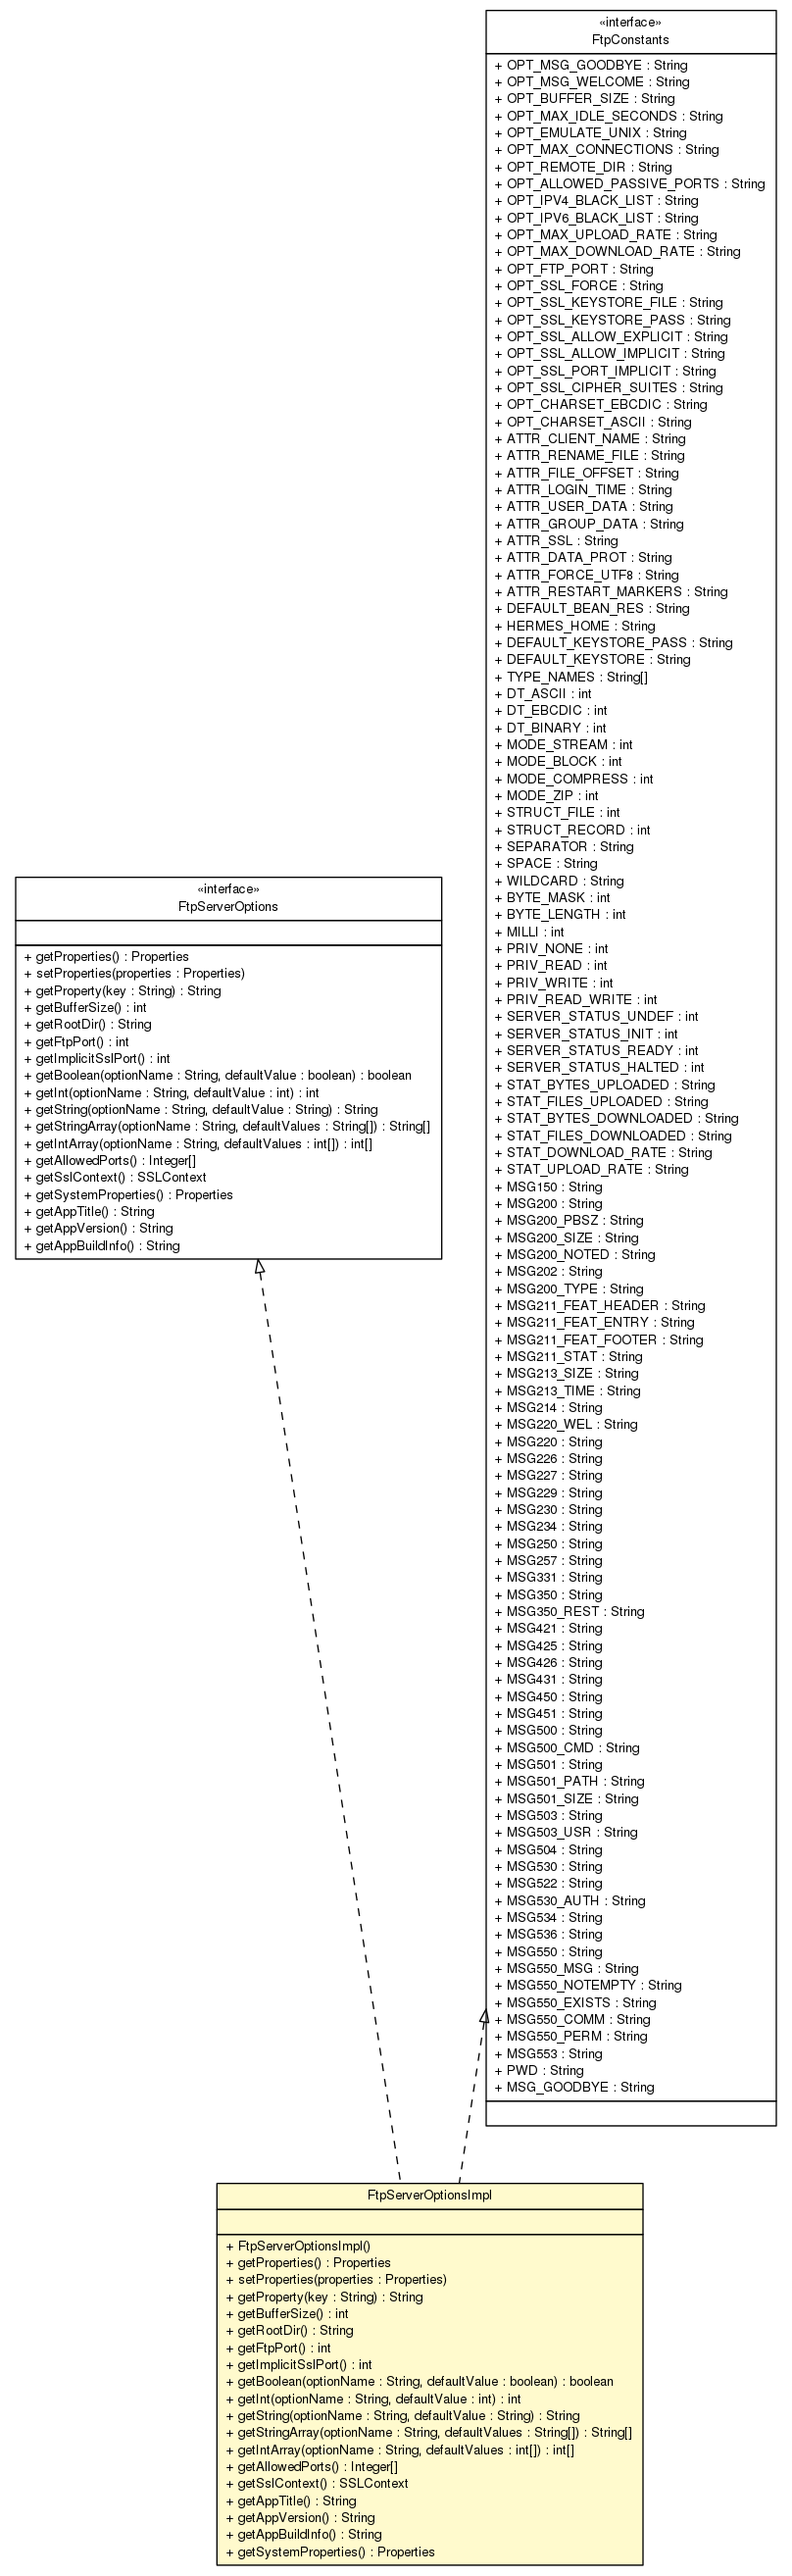 «interface»
FtpConstants
+ OPT_MSG_GOODBYE : String
+ OPT_MSG_WELCOME : String
+ OPT_BUFFER_SIZE : String
+ OPT_MAX_IDLE_SECONDS : String
+ OPT_EMULATE_UNIX : String
+ OPT_MAX_CONNECTIONS : String
+ OPT_REMOTE_DIR : String
+ OPT_ALLOWED_PASSIVE_PORTS : String
+ OPT_IPV4_BLACK_LIST : String
+ OPT_IPV6_BLACK_LIST : String
+ OPT_MAX_UPLOAD_RATE : String
+ OPT_MAX_DOWNLOAD_RATE : String
+ OPT_FTP_PORT : String
+ OPT_SSL_FORCE : String
+ OPT_SSL_KEYSTORE_FILE : String
+ OPT_SSL_KEYSTORE_PASS : String
+ OPT_SSL_ALLOW_EXPLICIT : String
+ OPT_SSL_ALLOW_IMPLICIT : String
+ OPT_SSL_PORT_IMPLICIT : String
+ OPT_SSL_CIPHER_SUITES : String
+ OPT_CHARSET_EBCDIC : String
+ OPT_CHARSET_ASCII : String
+ ATTR_CLIENT_NAME : String
+ ATTR_RENAME_FILE : String
+ ATTR_FILE_OFFSET : String
+ ATTR_LOGIN_TIME : String
+ ATTR_USER_DATA : String
+ ATTR_GROUP_DATA : String
+ ATTR_SSL : String
+ ATTR_DATA_PROT : String
+ ATTR_FORCE_UTF8 : String
+ ATTR_RESTART_MARKERS : String
+ DEFAULT_BEAN_RES : String
+ HERMES_HOME : String
+ DEFAULT_KEYSTORE_PASS : String
+ DEFAULT_KEYSTORE : String
+ TYPE_NAMES : String[]
+ DT_ASCII : int
+ DT_EBCDIC : int
+ DT_BINARY : int
+ MODE_STREAM : int
+ MODE_BLOCK : int
+ MODE_COMPRESS : int
+ MODE_ZIP : int
+ STRUCT_FILE : int
+ STRUCT_RECORD : int
+ SEPARATOR : String
+ SPACE : String
+ WILDCARD : String
+ BYTE_MASK : int
+ BYTE_LENGTH : int
+ MILLI : int
+ PRIV_NONE : int
+ PRIV_READ : int
+ PRIV_WRITE : int
+ PRIV_READ_WRITE : int
+ SERVER_STATUS_UNDEF : int
+ SERVER_STATUS_INIT : int
+ SERVER_STATUS_READY : int
+ SERVER_STATUS_HALTED : int
+ STAT_BYTES_UPLOADED : String
+ STAT_FILES_UPLOADED : String
+ STAT_BYTES_DOWNLOADED : String
+ STAT_FILES_DOWNLOADED : String
+ STAT_DOWNLOAD_RATE : String
+ STAT_UPLOAD_RATE : String
+ MSG150 : String
+ MSG200 : String
+ MSG200_PBSZ : String
+ MSG200_SIZE : String
+ MSG200_NOTED : String
+ MSG202 : String
+ MSG200_TYPE : String
+ MSG211_FEAT_HEADER : String
+ MSG211_FEAT_ENTRY : String
+ MSG211_FEAT_FOOTER : String
+ MSG211_STAT : String
+ MSG213_SIZE : String
+ MSG213_TIME : String
+ MSG214 : String
+ MSG220_WEL : String
+ MSG220 : String
+ MSG226 : String
+ MSG227 : String
+ MSG229 : String
+ MSG230 : String
+ MSG234 : String
+ MSG250 : String
+ MSG257 : String
+ MSG331 : String
+ MSG350 : String
+ MSG350_REST : String
+ MSG421 : String
+ MSG425 : String
+ MSG426 : String
+ MSG431 : String
+ MSG450 : String
+ MSG451 : String
+ MSG500 : String
+ MSG500_CMD : String
+ MSG501 : String
+ MSG501_PATH : String
+ MSG501_SIZE : String
+ MSG503 : String
+ MSG503_USR : String
+ MSG504 : String
+ MSG530 : String
+ MSG522 : String
+ MSG530_AUTH : String
+ MSG534 : String
+ MSG536 : String
+ MSG550 : String
+ MSG550_MSG : String
+ MSG550_NOTEMPTY : String
+ MSG550_EXISTS : String
+ MSG550_COMM : String
+ MSG550_PERM : String
+ MSG553 : String
+ PWD : String
+ MSG_GOODBYE : String
«interface»
FtpServerOptions
+ getProperties() : Properties
+ setProperties(properties : Properties)
+ getProperty(key : String) : String
+ getBufferSize() : int
+ getRootDir() : String
+ getFtpPort() : int
+ getImplicitSslPort() : int
+ getBoolean(optionName : String, defaultValue : boolean) : boolean
+ getInt(optionName : String, defaultValue : int) : int
+ getString(optionName : String, defaultValue : String) : String
+ getStringArray(optionName : String, defaultValues : String[]) : String[]
+ getIntArray(optionName : String, defaultValues : int[]) : int[]
+ getAllowedPorts() : Integer[]
+ getSslContext() : SSLContext
+ getSystemProperties() : Properties
+ getAppTitle() : String
+ getAppVersion() : String
+ getAppBuildInfo() : String
FtpServerOptionsImpl
+ FtpServerOptionsImpl()
+ getProperties() : Properties
+ setProperties(properties : Properties)
+ getProperty(key : String) : String
+ getBufferSize() : int
+ getRootDir() : String
+ getFtpPort() : int
+ getImplicitSslPort() : int
+ getBoolean(optionName : String, defaultValue : boolean) : boolean
+ getInt(optionName : String, defaultValue : int) : int
+ getString(optionName : String, defaultValue : String) : String
+ getStringArray(optionName : String, defaultValues : String[]) : String[]
+ getIntArray(optionName : String, defaultValues : int[]) : int[]
+ getAllowedPorts() : Integer[]
+ getSslContext() : SSLContext
+ getAppTitle() : String
+ getAppVersion() : String
+ getAppBuildInfo() : String
+ getSystemProperties() : Properties